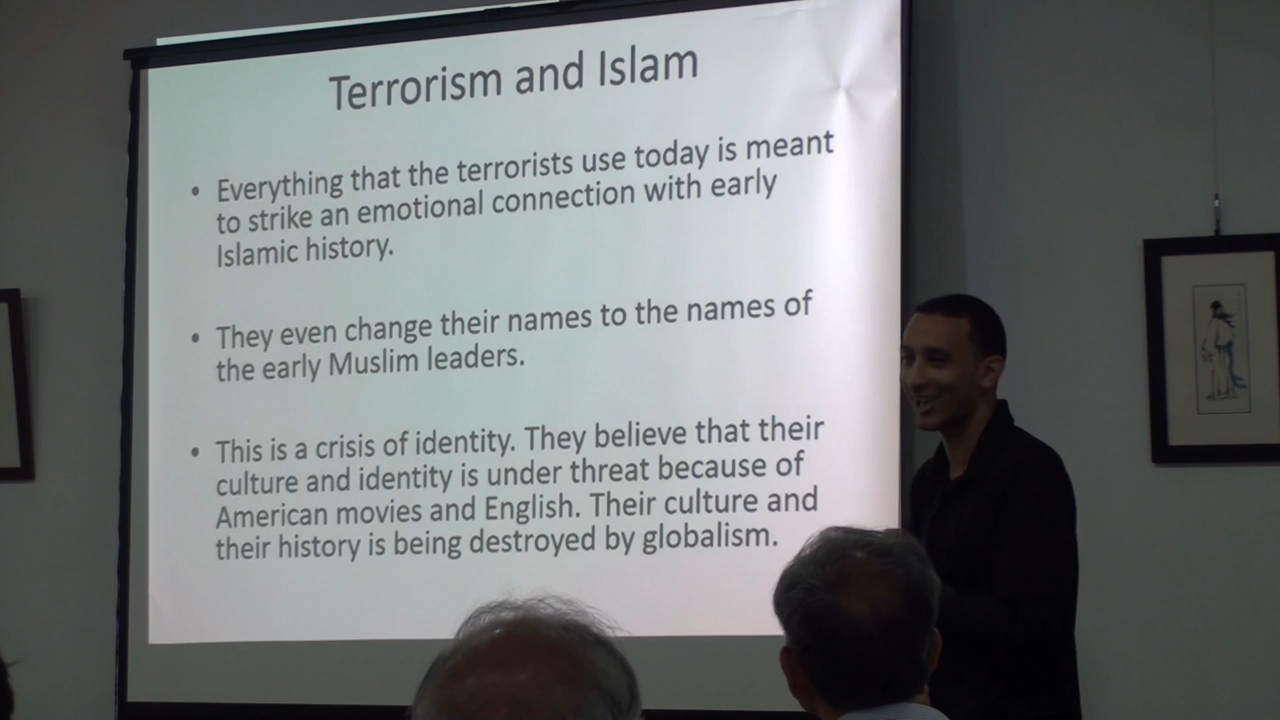 Terrorism and Islam
• Everything that the terrorists use today is meant
to strike an emotional connection with early
Islamic history.
• They even change their names to the names of
the early Muslim leaders.
• This is a crisis of identity. They believe that their
culture and identity is under threat because of
American movies and English. Their culture and
their history is being destroyed by globalism.